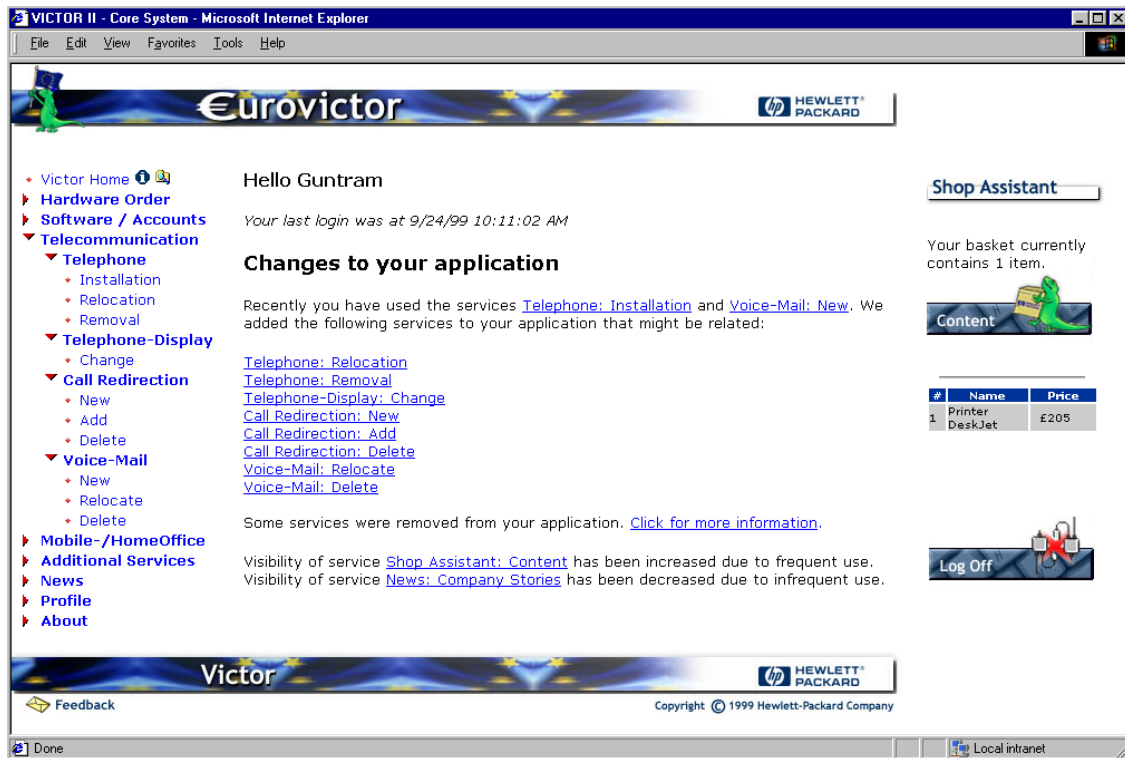 VICTOR II - Core System - Microsoft Internet Explorer
File Edit View Favorites Tools Help
€urovictor
hp HEWLETT® PACKARD
Victor Home
Hardware Order
Software / Accounts
Telecommunication
Telephone
Installation
Relocation
Removal
Telephone-Display
Change
Call Redirection
New
Add
Delete
Voice-Mail
New
Relocate
Delete
Mobile-/HomeOffice
Additional Services
News
Profile
About
Hello Guntram
Your last login was at 9/24/99 10:11:02 AM
Changes to your application
Recently you have used the services Telephone: Installation and Voice-Mail: New. We
added the following services to your application that might be related:
Telephone: Relocation
Telephone: Removal
Telephone-Display: Change
Call Redirection: New
Call Redirection: Add
Call Redirection: Delete
Voice-Mail: Relocate
Voice-Mail: Delete
Some services were removed from your application. Click for more information.
Visibility of service Shop Assistant: Content has been increased due to frequent use.
Visibility of service News: Company Stories has been decreased due to infrequent use.
Shop Assistant
Your basket currently
contains 1 item.
Content
# Name Price
1 Printer DeskJet £205
Log Off
Victor
hp HEWLETT® PACKARD
Feedback
Copyright © 1999 Hewlett-Packard Company
Done
Local intranet